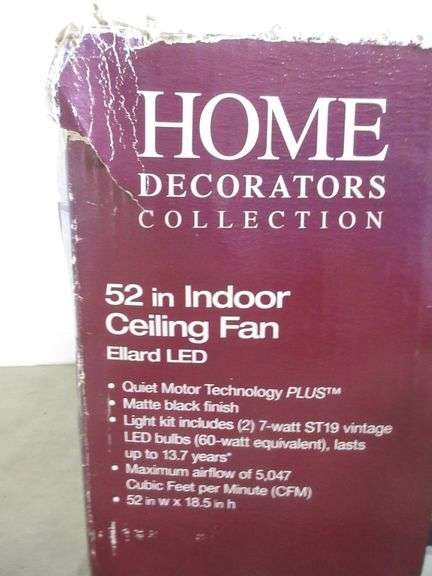 HOME
DECORATORS
COLLECTION
52 in Indoor
Ceiling Fan
Ellard LED
• Quiet Motor Technology PLUS™
• Matte black finish
• Light kit includes (2) 7-watt ST19 vintage
LED bulbs (60-watt equivalent), lasts
up to 13.7 years*
• Maximum airflow of 5,047
Cubic Feet per Minute (CFM)
• 52 in w x 18.5 in h